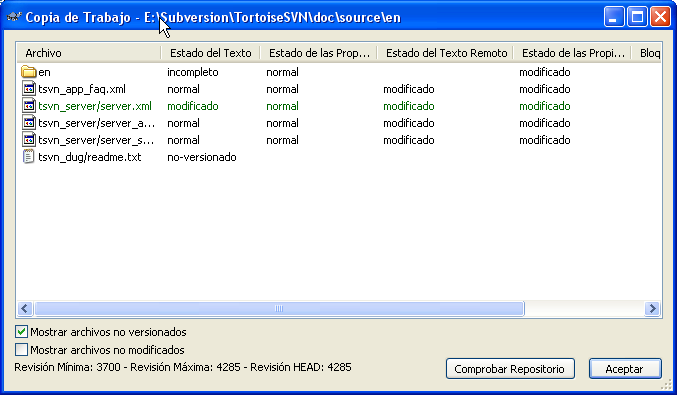 Copia de Trabajo - E:\Subversion\TortoiseSVN\doc\source\en
Archivo Estado del Texto Estado de las Prop... Estado del Texto Remoto Estado de las Propi... Bloq
en incompleto normal modificado
tsvn_app_faq.xml normal normal modificado modificado
tsvn_server/server.xml modificado normal modificado modificado
tsvn_server/server_a... normal normal modificado modificado
tsvn_server/server_s... normal normal modificado modificado
tsvn_dug/readme.txt no-versionado
Mostrar archivos no versionados
Mostrar archivos no modificados
Revisión Mínima: 3700 - Revisión Máxima: 4285 - Revisión HEAD: 4285
Comprobar Repositorio Aceptar